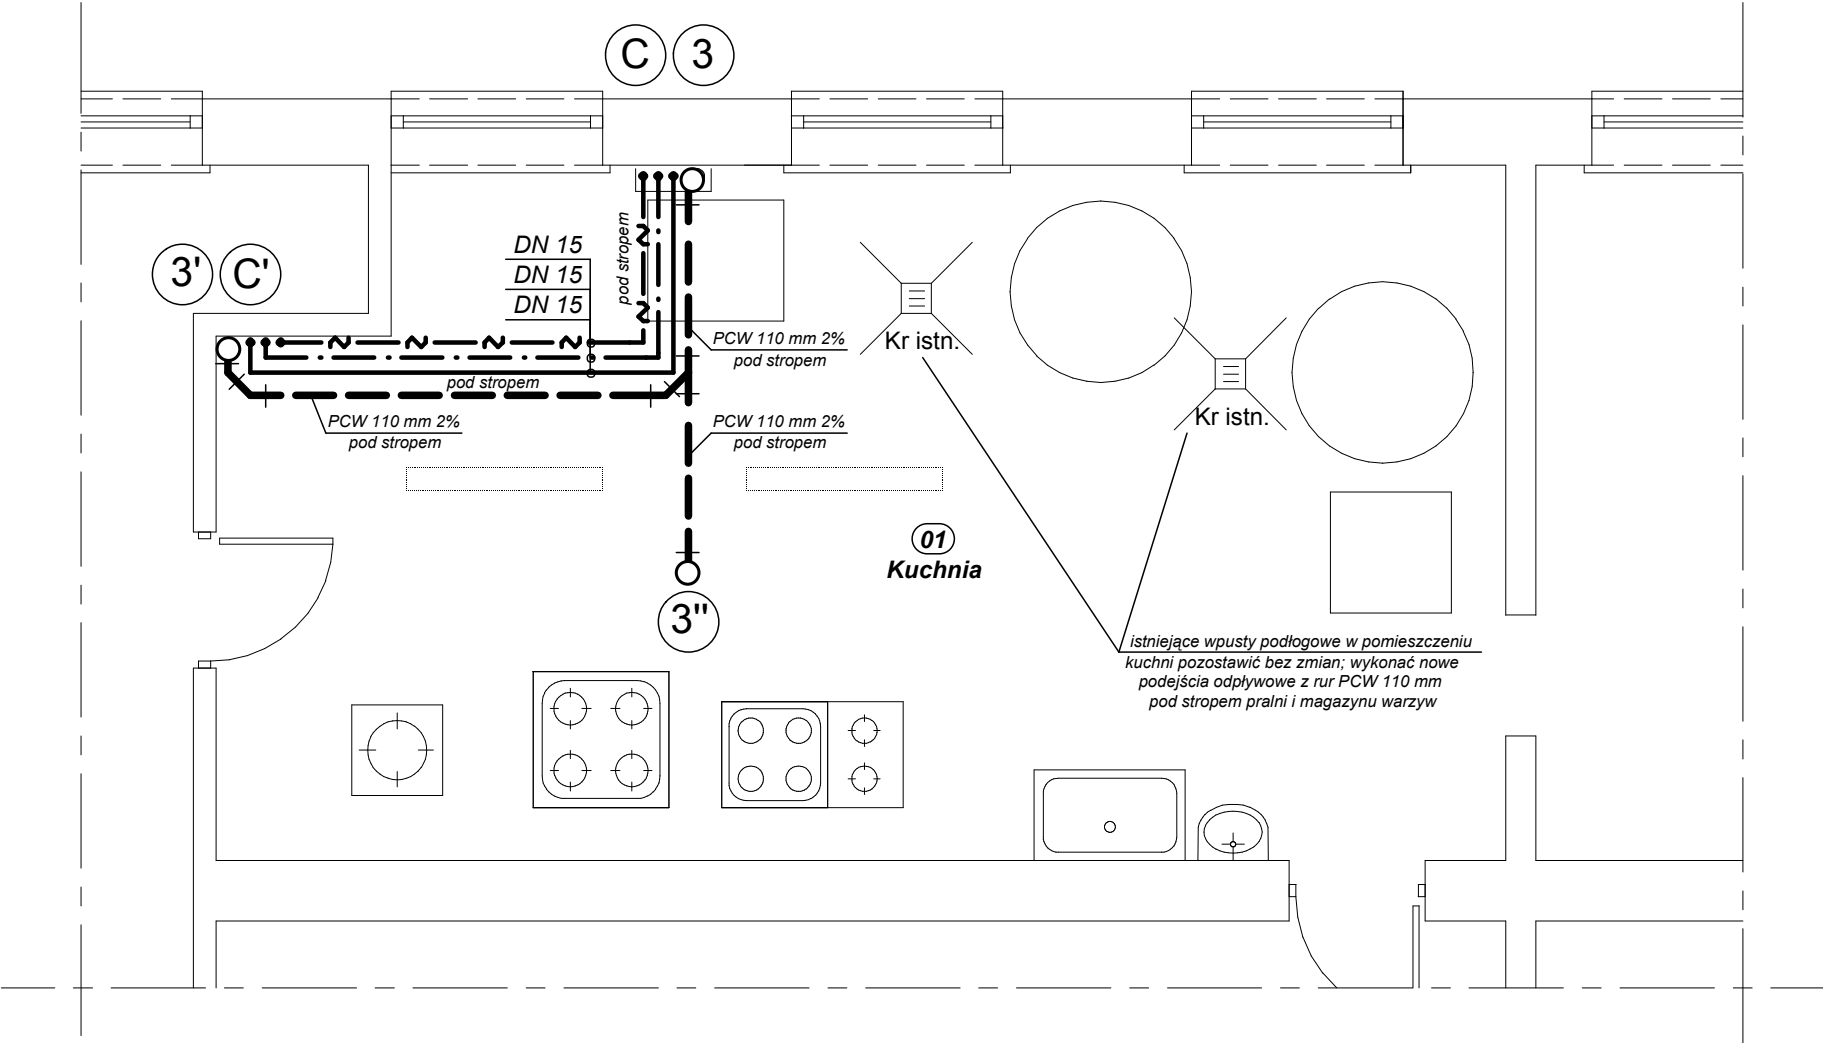 C 3
3' C'
DN 15
DN 15
DN 15
pod stropem
PCW 110 mm 2%
pod stropem
Kr istn.
pod stropem
PCW 110 mm 2%
pod stropem
PCW 110 mm 2%
pod stropem
Kr istn.
01
Kuchnia
3"
istniejące wpusty podłogowe w pomieszczeniu
kuchni pozostawić bez zmian; wykonać nowe
podejścia odpływowe z rur PCW 110 mm
pod stropem pralni i magazynu warzyw